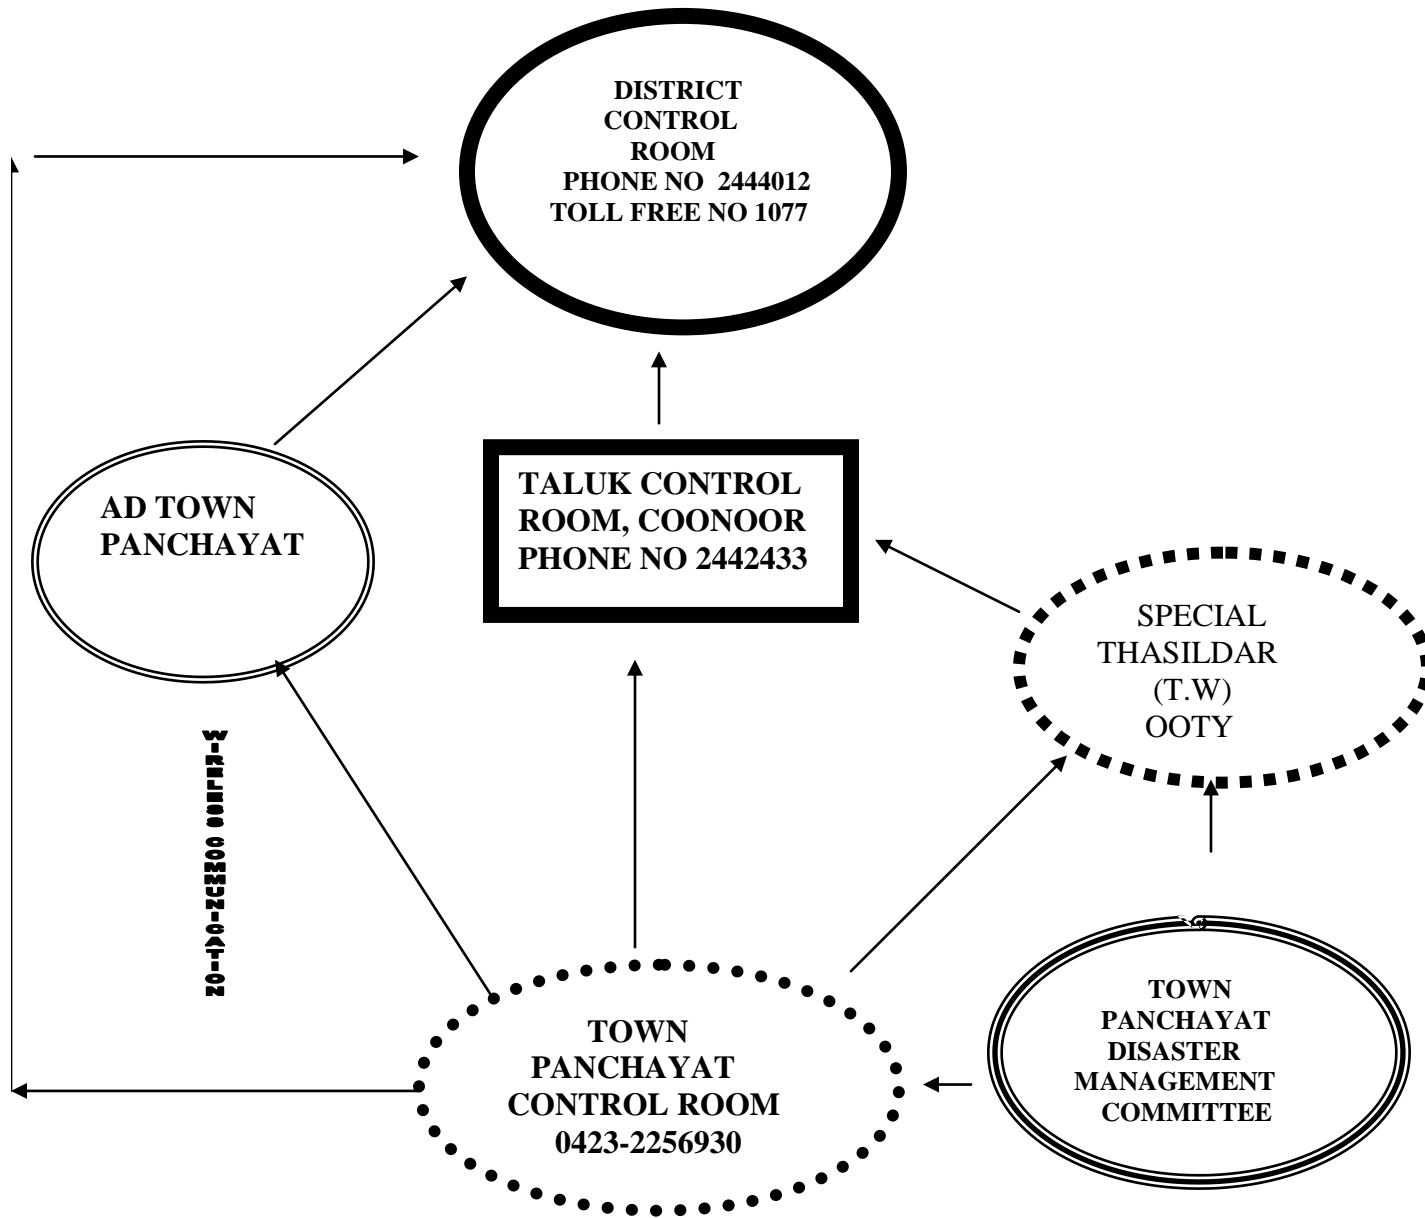 DISTRICT
CONTROL
ROOM
PHONE NO 2444012
TOLL FREE NO 1077
AD TOWN
PANCHAYAT
TALUK CONTROL
ROOM, COONOOR
PHONE NO 2442433
SPECIAL
THASILDAR
(T.W)
OOTY
WIRELESS COMMUNICATION
TOWN
PANCHAYAT
CONTROL ROOM
0423-2256930
TOWN
PANCHAYAT
DISASTER
MANAGEMENT
COMMITTEE